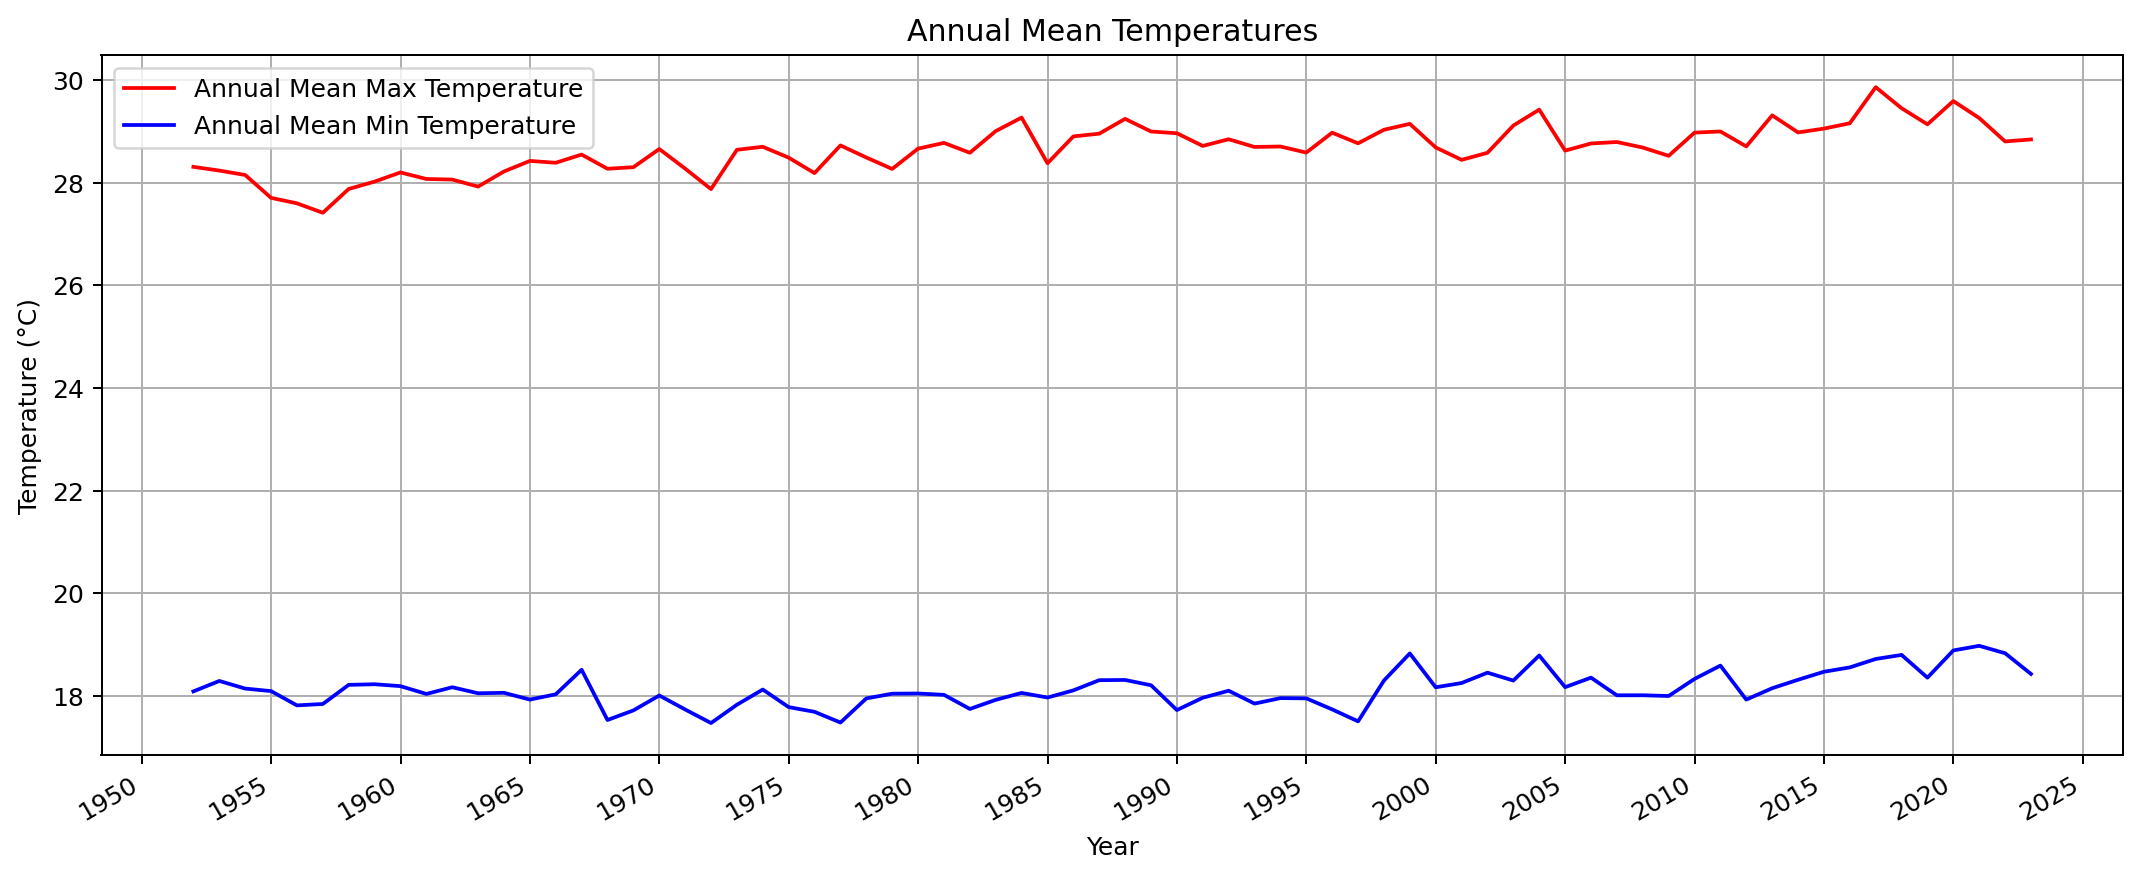 Annual Mean Temperatures
Annual Mean Max Temperature
Annual Mean Min Temperature
Temperature (°C)
30
28
26
24
22
20
18
1950 1955 1960 1965 1970 1975 1980 1985 1990 1995 2000 2005 2010 2015 2020 2025
Year